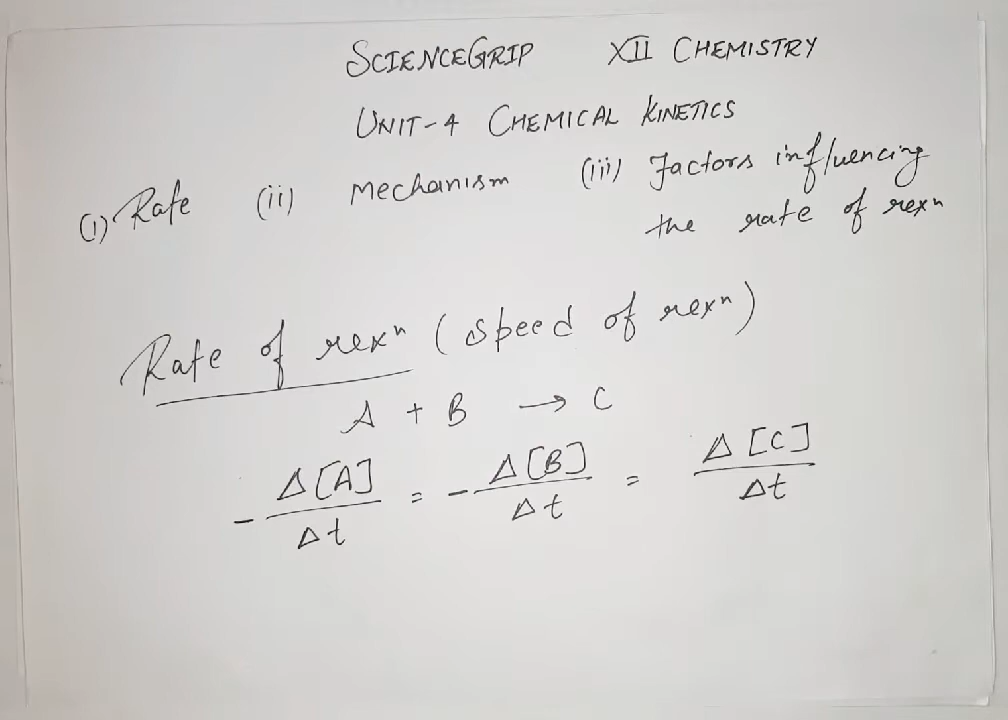 SCIENCEGRIP XII CHEMISTRY
UNIT-4 CHEMICAL KINETICS
(i) Rate (ii) Mechanism (iii) Factors influencing
the rate of rexn
Rate of rexn (speed of rexn)
A + B → C
- Δ[A]/Δt = - Δ[B]/Δt = Δ[C]/Δt